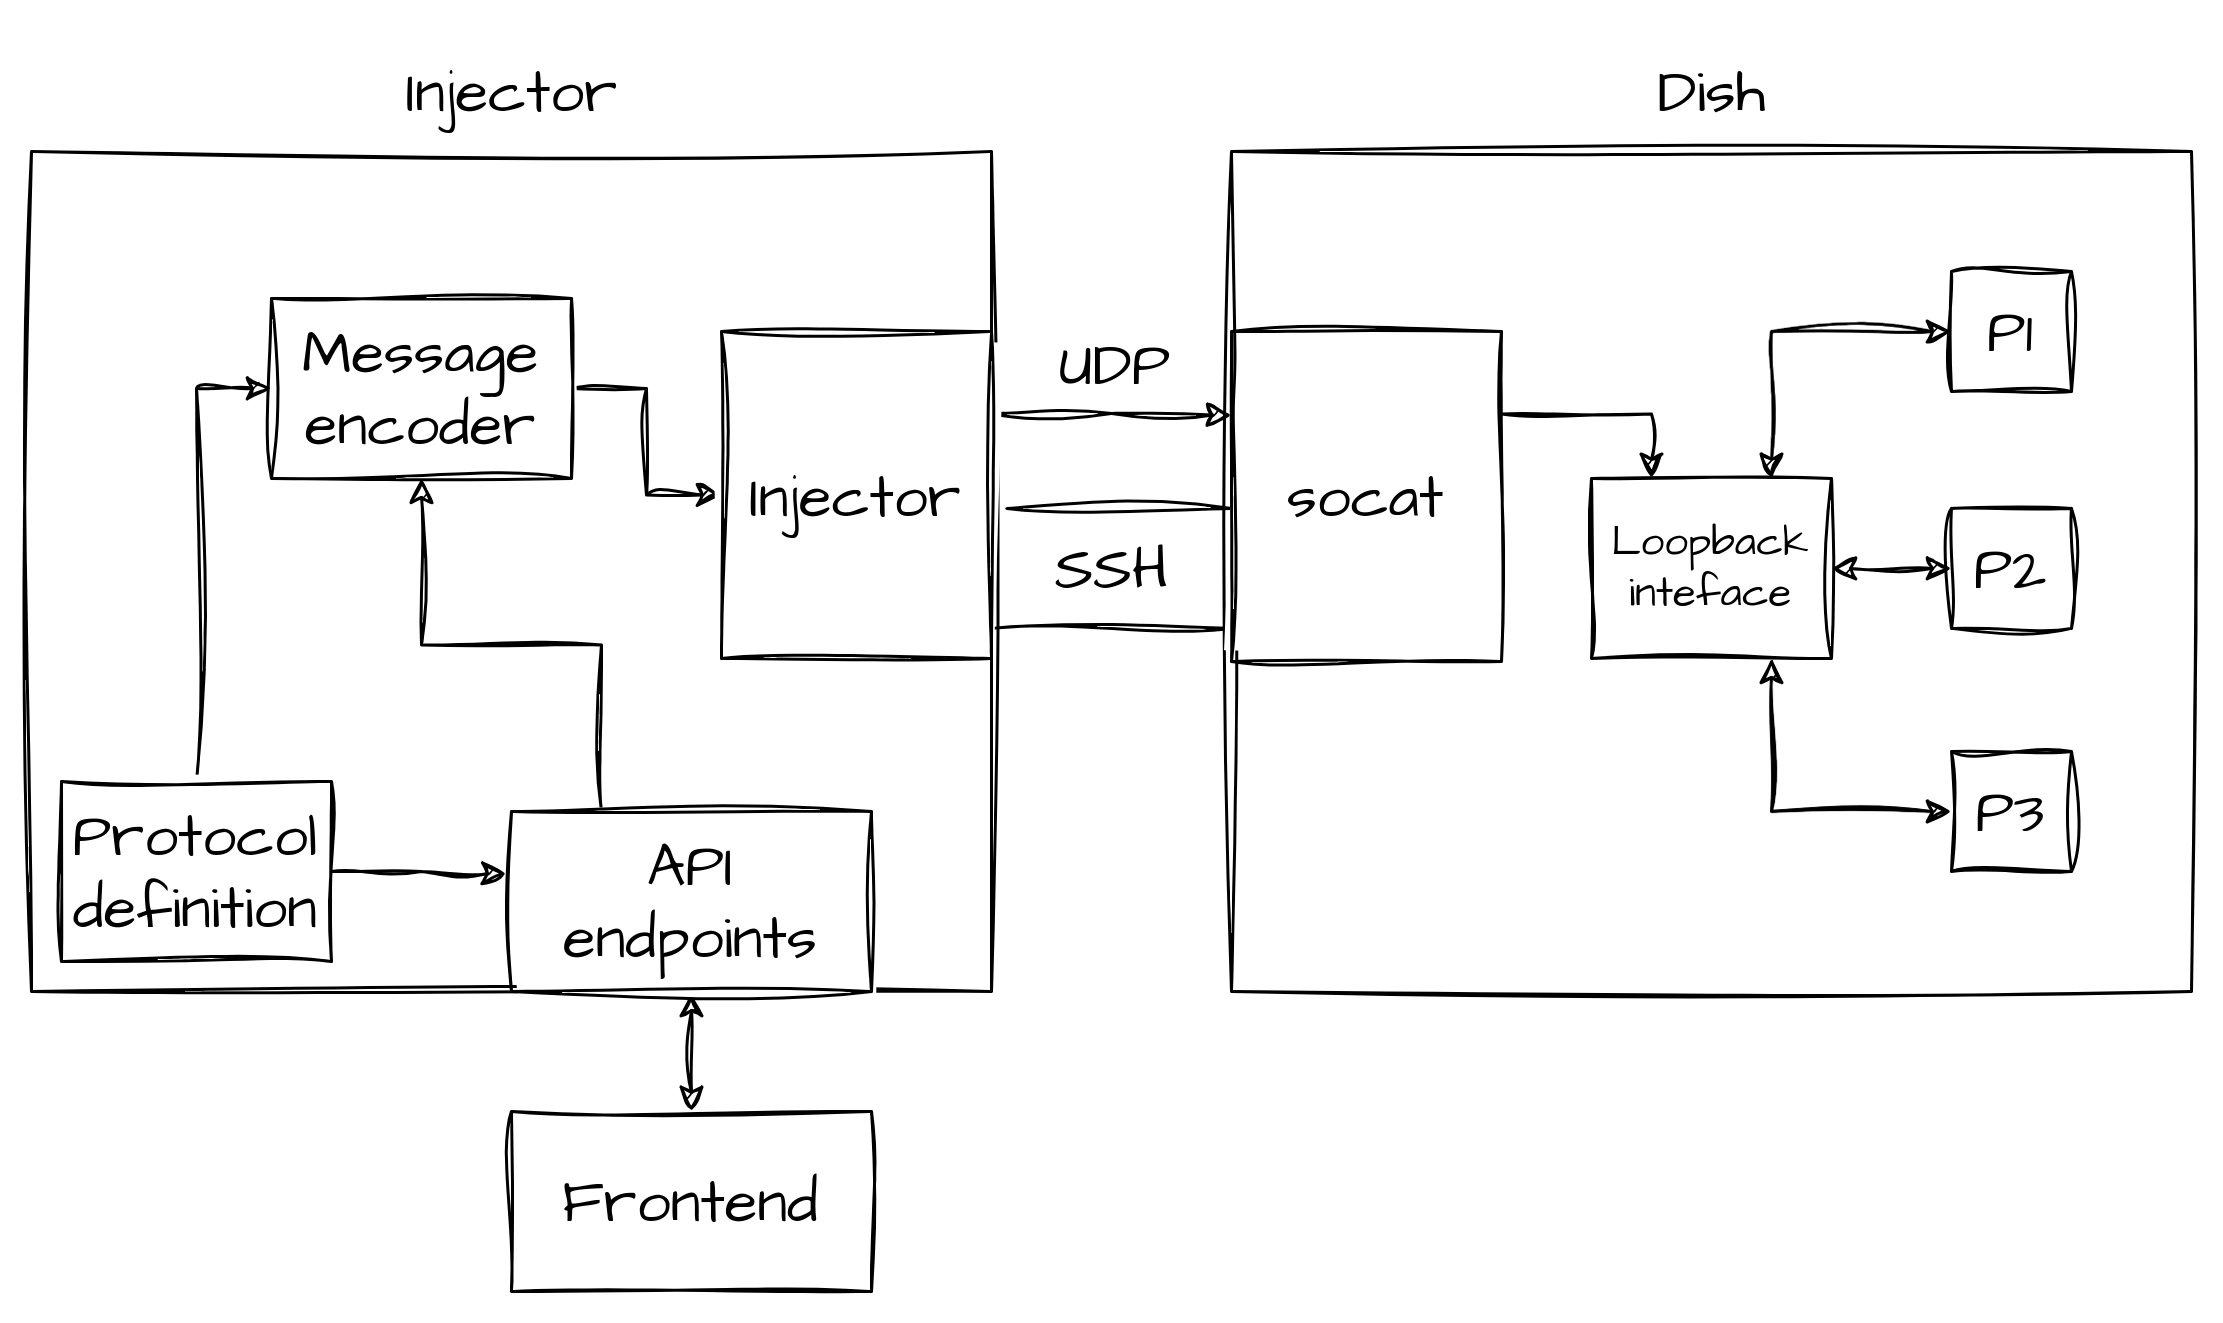 Injector
Dish
Message
encoder
Injector
UDP
SSH
socat
Loopback
inteface
P1
P2
P3
Protocol
definition
API
endpoints
Frontend